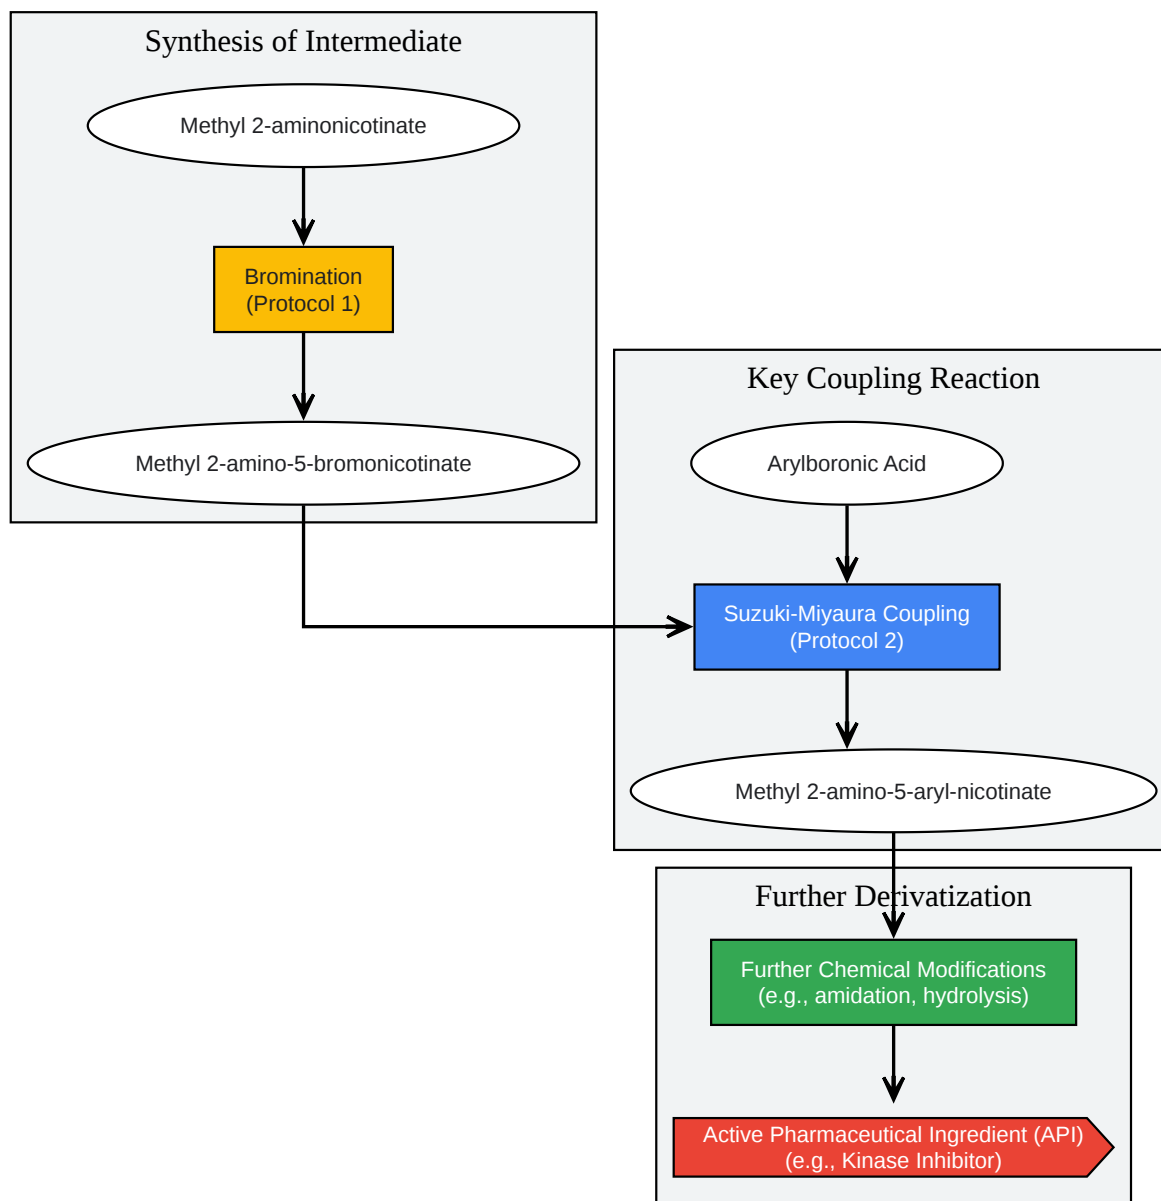 Synthesis of Intermediate
Methyl 2-aminonicotinate
Bromination
(Protocol 1)
Methyl 2-amino-5-bromonicotinate
Key Coupling Reaction
Arylboronic Acid
Suzuki-Miyaura Coupling
(Protocol 2)
Methyl 2-amino-5-aryl-nicotinate
Further Derivatization
Further Chemical Modifications
(e.g., amidation, hydrolysis)
Active Pharmaceutical Ingredient (API)
(e.g., Kinase Inhibitor)